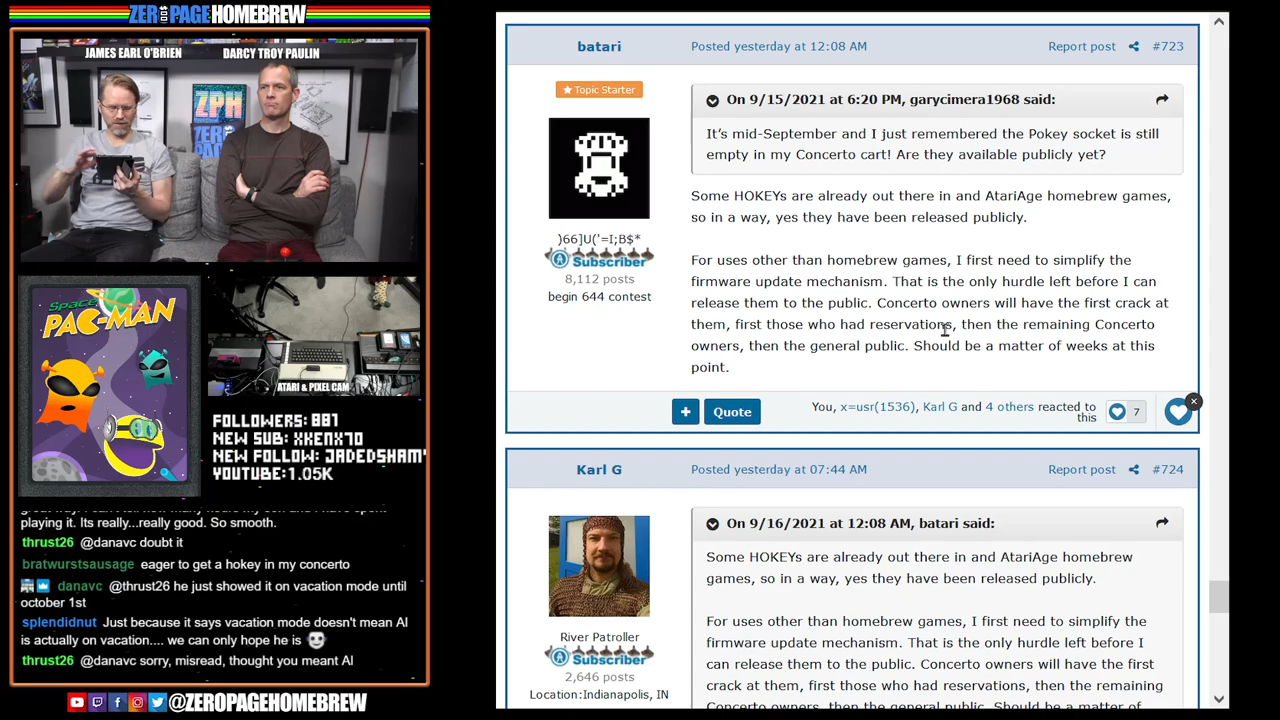 ZERO PAGE HOMEBREW
JAMES EARL O'BRIEN
DARCY TROY PAULIN
ZPH
Space
PAC-MAN
ATARI & PIXEL CAM
FOLLOWERS: 881
NEW SUB: XKENX70
NEW FOLLOW: JADEDSHAM
YOUTUBE: 1.05K
playing it. Its really...really good. So smooth.
thrust26 @danavc doubt it
bratwurstsausage eager to get a hokey in my concerto
danavc @thrust26 he just showed it on vacation mode until
october 1st
splendidnut Just because it says vacation mode doesn't mean Al
is actually on vacation.... we can only hope he is
thrust26 @danavc sorry, misread, thought you meant Al
@ZEROPAGEHOMEBREW
batari
Posted yesterday at 12:08 AM
Report post
#723
Topic Starter
)66]U('=I;B$*
Subscriber
8,112 posts
begin 644 contest
On 9/15/2021 at 6:20 PM, garycimera1968 said:
It's mid-September and I just remembered the Pokey socket is still
empty in my Concerto cart! Are they available publicly yet?
Some HOKEYs are already out there in and AtariAge homebrew games,
so in a way, yes they have been released publicly.
For uses other than homebrew games, I first need to simplify the
firmware update mechanism. That is the only hurdle left before I can
release them to the public. Concerto owners will have the first crack at
them, first those who had reservations, then the remaining Concerto
owners, then the general public. Should be a matter of weeks at this
point.
+
Quote
You, x=usr(1536), Karl G and 4 others reacted to
this
7
Karl G
Posted yesterday at 07:44 AM
Report post
#724
River Patroller
Subscriber
2,646 posts
Location:Indianapolis, IN
On 9/16/2021 at 12:08 AM, batari said:
Some HOKEYs are already out there in and AtariAge homebrew
games, so in a way, yes they have been released publicly.
For uses other than homebrew games, I first need to simplify the
firmware update mechanism. That is the only hurdle left before I
can release them to the public. Concerto owners will have the first
crack at them, first those who had reservations, then the remaining
Concerto owners, then the general public. Should be a matter of